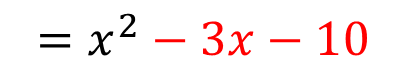 = x² − 3x − 10